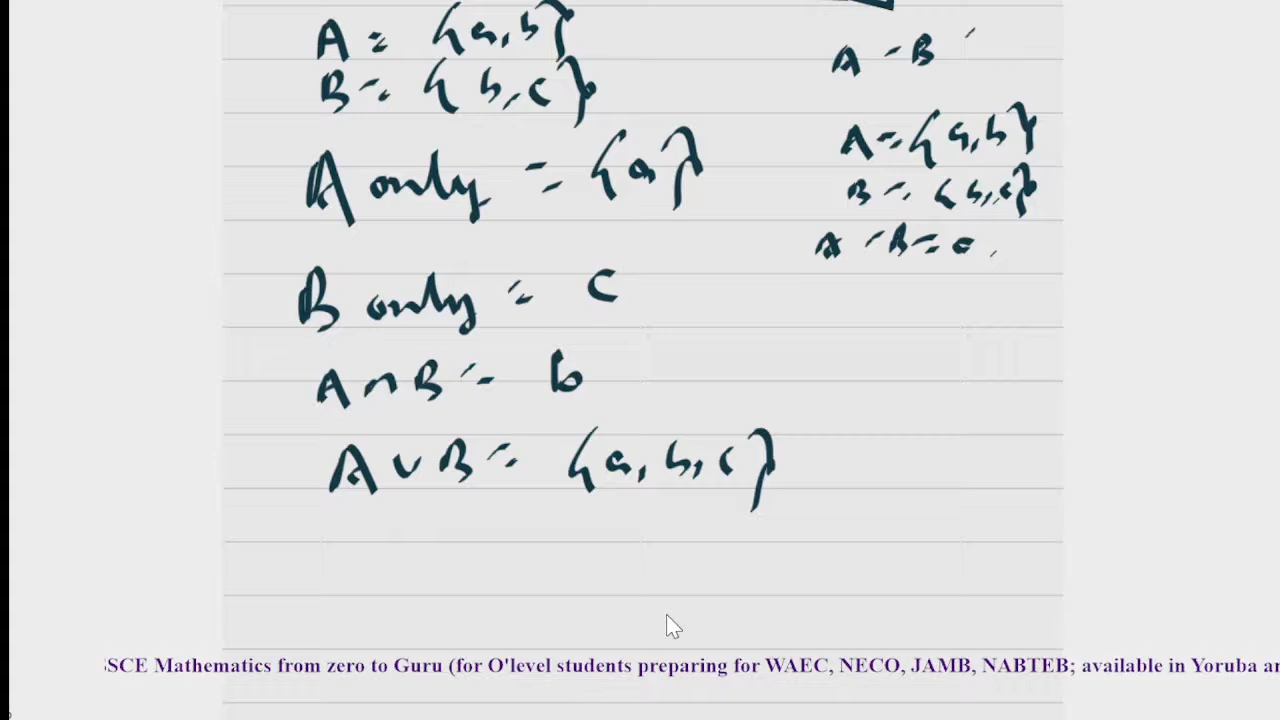 A = {a, b}
B = {b, c}
A only = {a}
B only = c
A ∩ B = b
A ∪ B = {a, b, c}
A - B
A = {a, b}
B = {b, c}
A - B =
SCE Mathematics from zero to Guru (for O'level students preparing for WAEC, NECO, JAMB, NABTEB; available in Yoruba